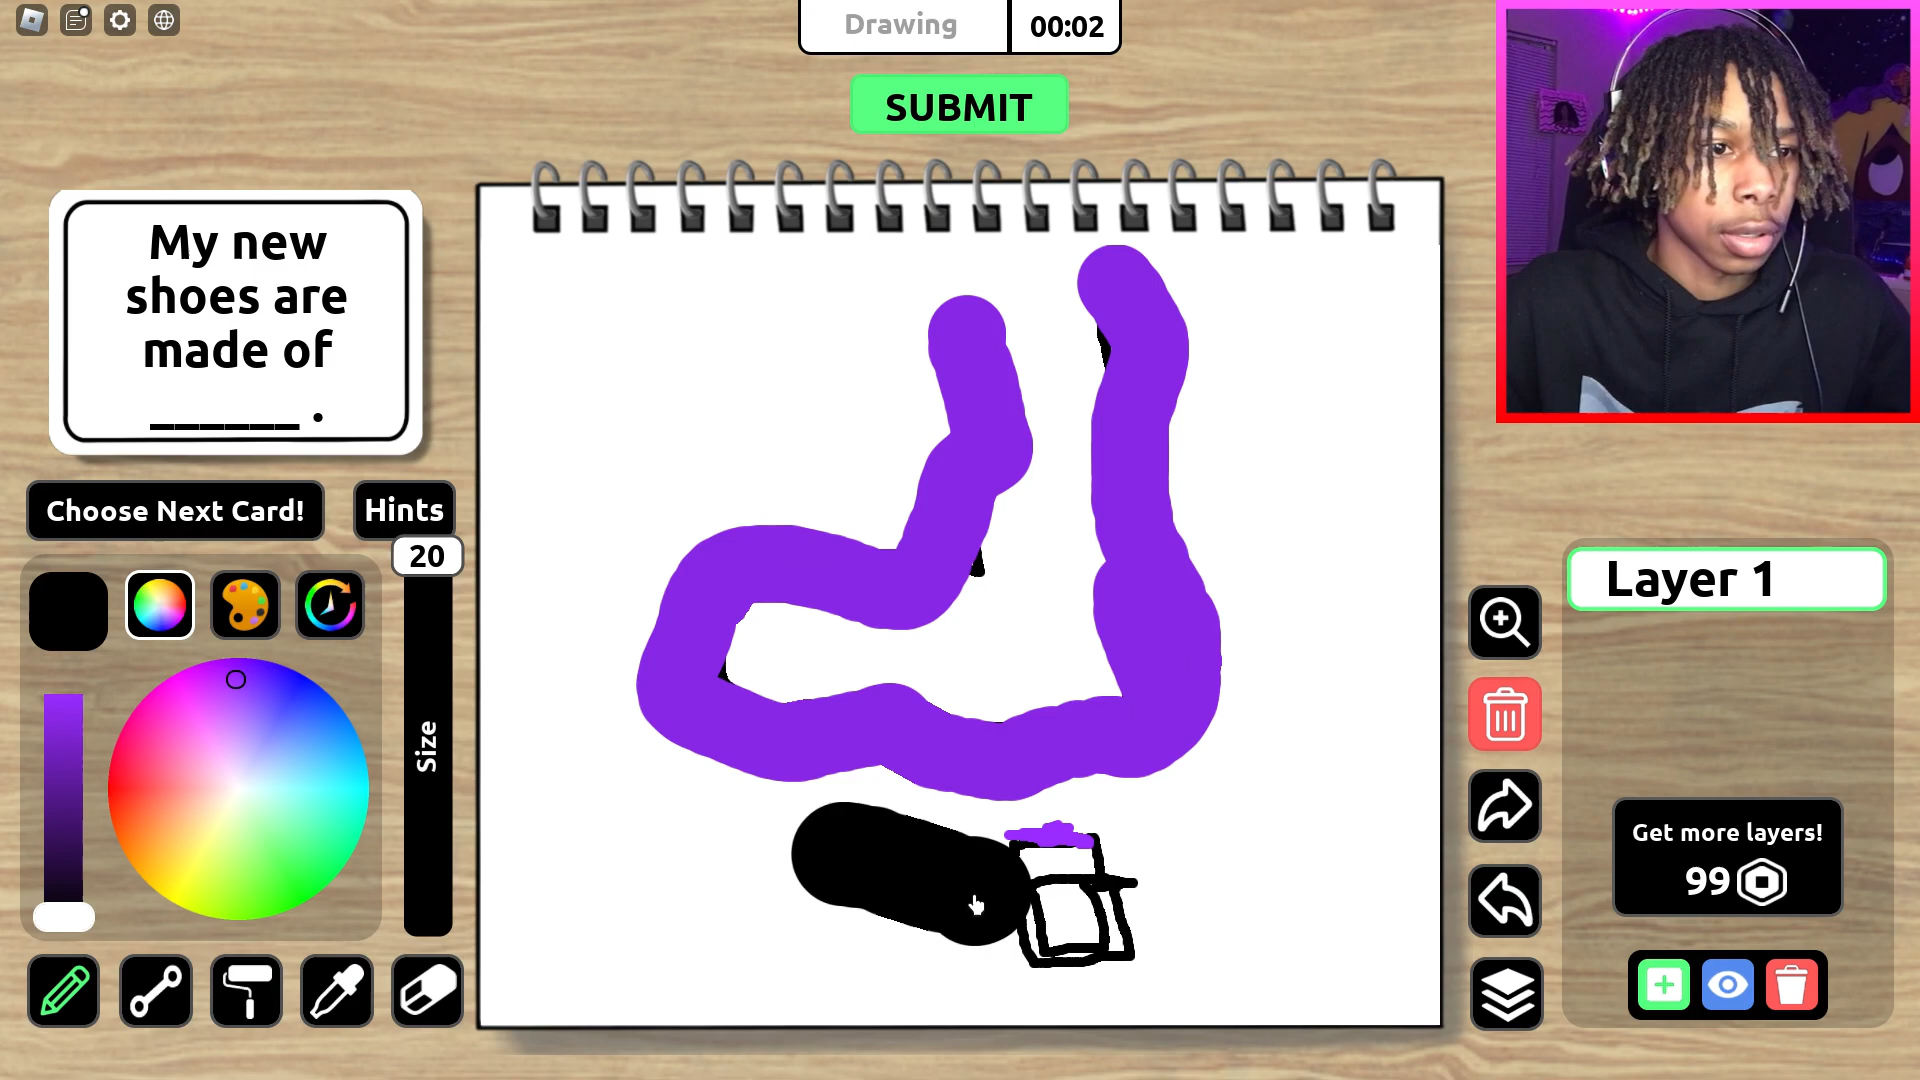 Drawing
00:02
SUBMIT
My new
shoes are
made of
______ .
Choose Next Card!
Hints
20
Size
Layer 1
Get more layers!
99